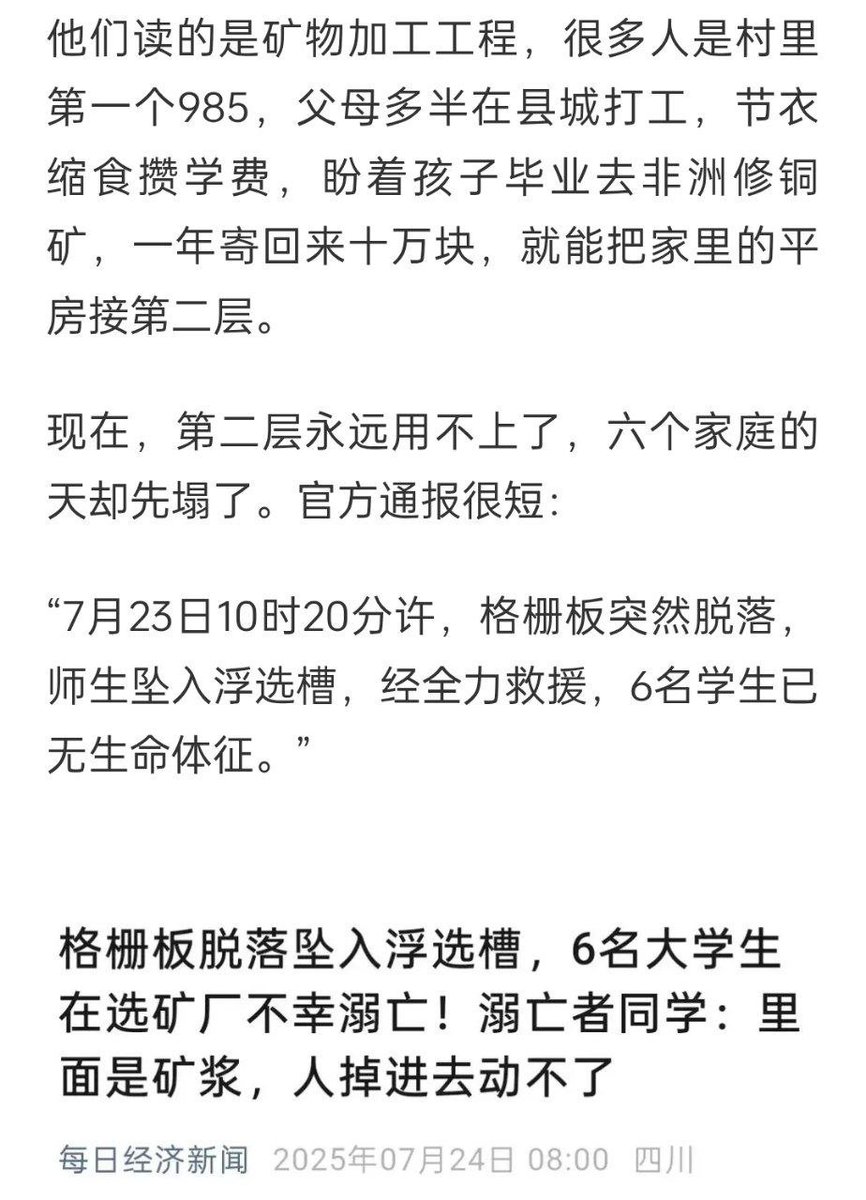 他们读的是矿物加工工程，很多人是村里
第一个985，父母多半在县城打工，节衣
缩食攒学费，盼着孩子毕业去非洲修铜
矿，一年寄回来十万块，就能把家里的平
房接第二层。
现在，第二层永远用不上了，六个家庭的
天却先塌了。官方通报很短：
“7月23日10时20分许，格栅板突然脱落，
师生坠入浮选槽，经全力救援，6名学生已
无生命体征。”
格栅板脱落坠入浮选槽，6名大学生
在选矿厂不幸溺亡！溺亡者同学：里
面是矿浆，人掉进去动不了
每日经济新闻 2025年07月24日 08:00 四川